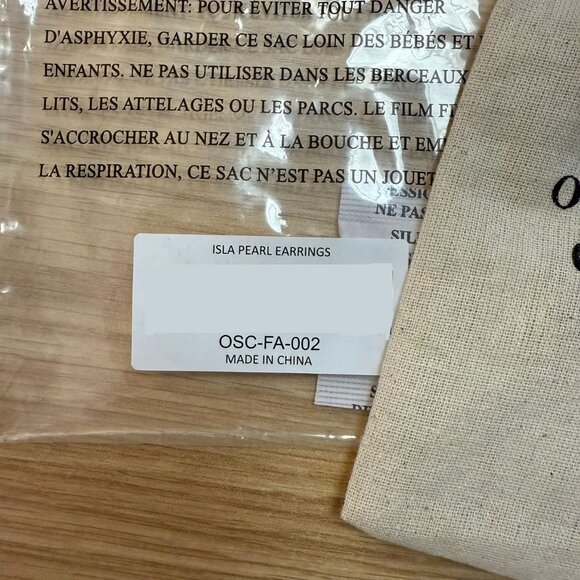 AVERTISSEMENT: POUR ÉVITER TOUT DANGER
D'ASPHYXIE, GARDER CE SAC LOIN DES BÉBÉS ET
ENFANTS. NE PAS UTILISER DANS LES BERCEAUX
LITS, LES ATTELAGES OU LES PARCS. LE FILM
S'ACCROCHER AU NEZ ET À LA BOUCHE ET
LA RESPIRATION, CE SAC N'EST PAS UN JOUET
NE PAS
ISLA PEARL EARRINGS
OSC-FA-002
MADE IN CHINA